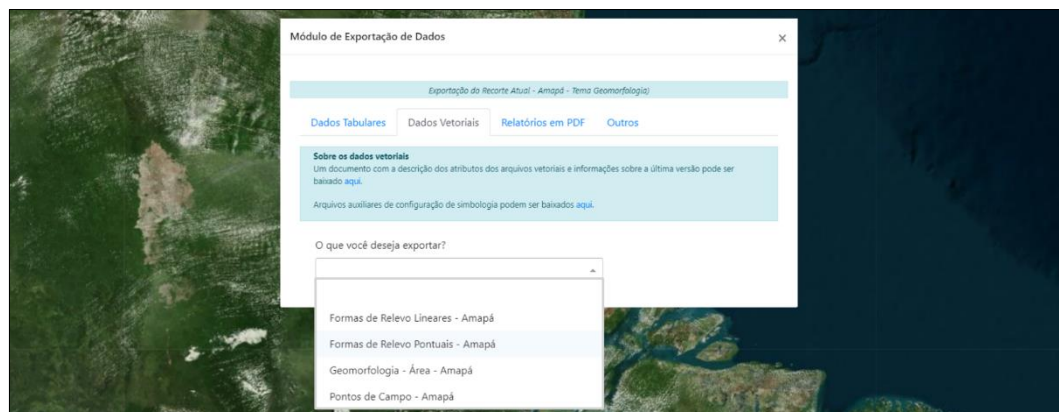 Módulo de Exportação de Dados
×
Exportação do Recorte Atual - Amapá - Tema Geomorfologia)
Dados Tabulares Dados Vetoriais Relatórios em PDF Outros
Sobre os dados vetoriais
Um documento com a descrição dos atributos dos arquivos vetoriais e informações sobre a última versão pode ser
baixado aqui.
Arquivos auxiliares de configuração de simbologia podem ser baixados aqui.
O que você deseja exportar?
Formas de Relevo Lineares - Amapá
Formas de Relevo Pontuais - Amapá
Geomorfologia - Área - Amapá
Pontos de Campo - Amapá